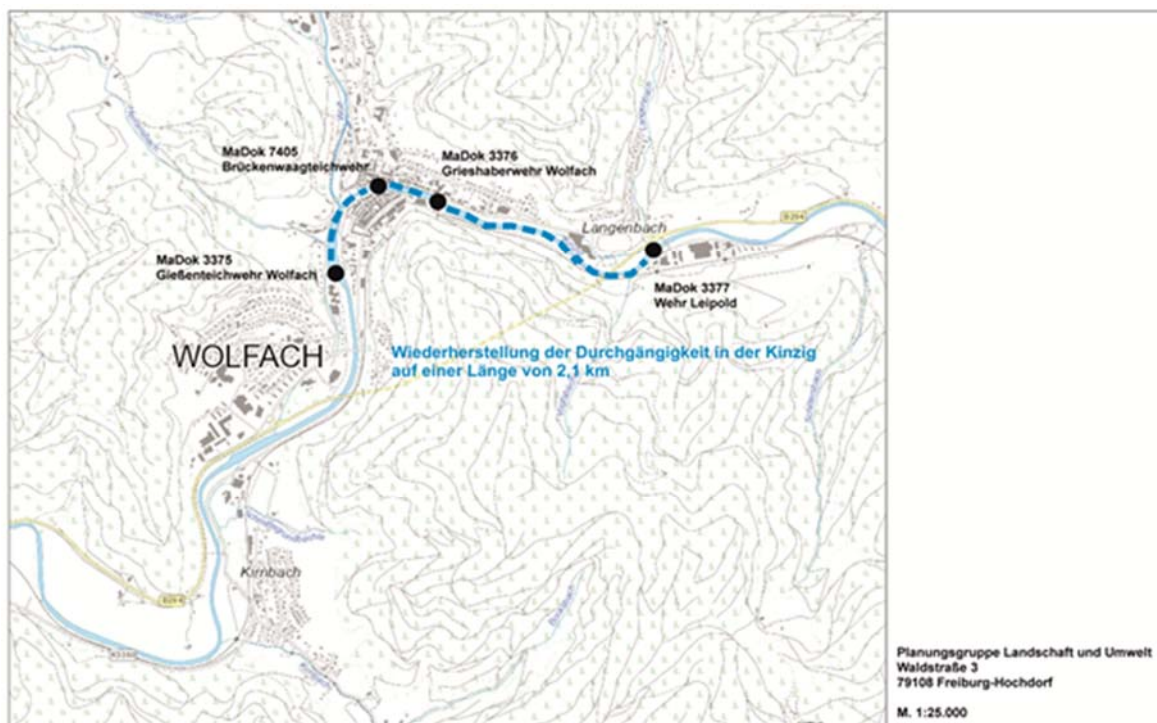 MaDok 7405
Brückenwaagteichwehr
MaDok 3376
Grieshaberwehr Wolfach
Langenbach
B294
MaDok 3375
Gießenteichwehr Wolfach
MaDok 3377
Wehr Leipold
WOLFACH
Wiederherstellung der Durchgängigkeit in der Kinzig
auf einer Länge von 2,1 km
Kirnbach
B294
Planungsgruppe Landschaft und Umwelt
Waldstraße 3
79108 Freiburg-Hochdorf
M. 1:25.000